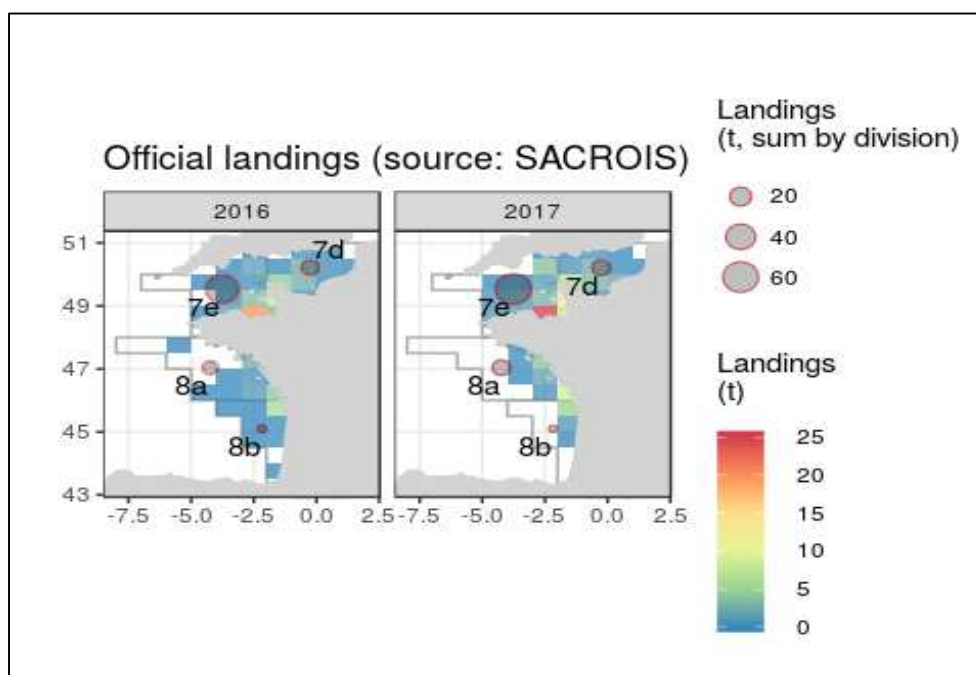 Official landings (source: SACROIS)
2016
2017
51
49
47
45
43
7d
7e
8a
8b
7d
7e
8a
8b
-7.5 -5.0 -2.5 0.0 2.5
-7.5 -5.0 -2.5 0.0 2.5
Landings
(t, sum by division)
20
40
60
Landings
(t)
25
20
15
10
5
0